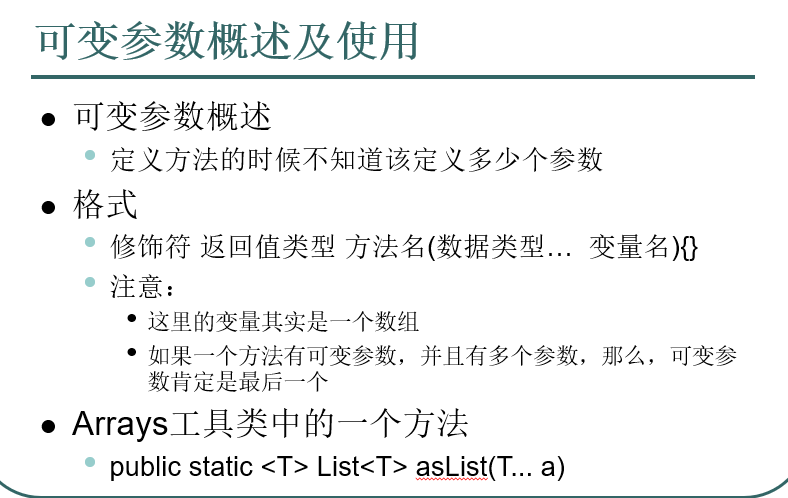 可变参数概述及使用
可变参数概述
定义方法的时候不知道该定义多少个参数
格式
修饰符 返回值类型 方法名(数据类型… 变量名){}
注意：
这里的变量其实是一个数组
如果一个方法有可变参数，并且有多个参数，那么，可变参
数肯定是最后一个
Arrays工具类中的一个方法
public static <T> List<T> asList(T... a)